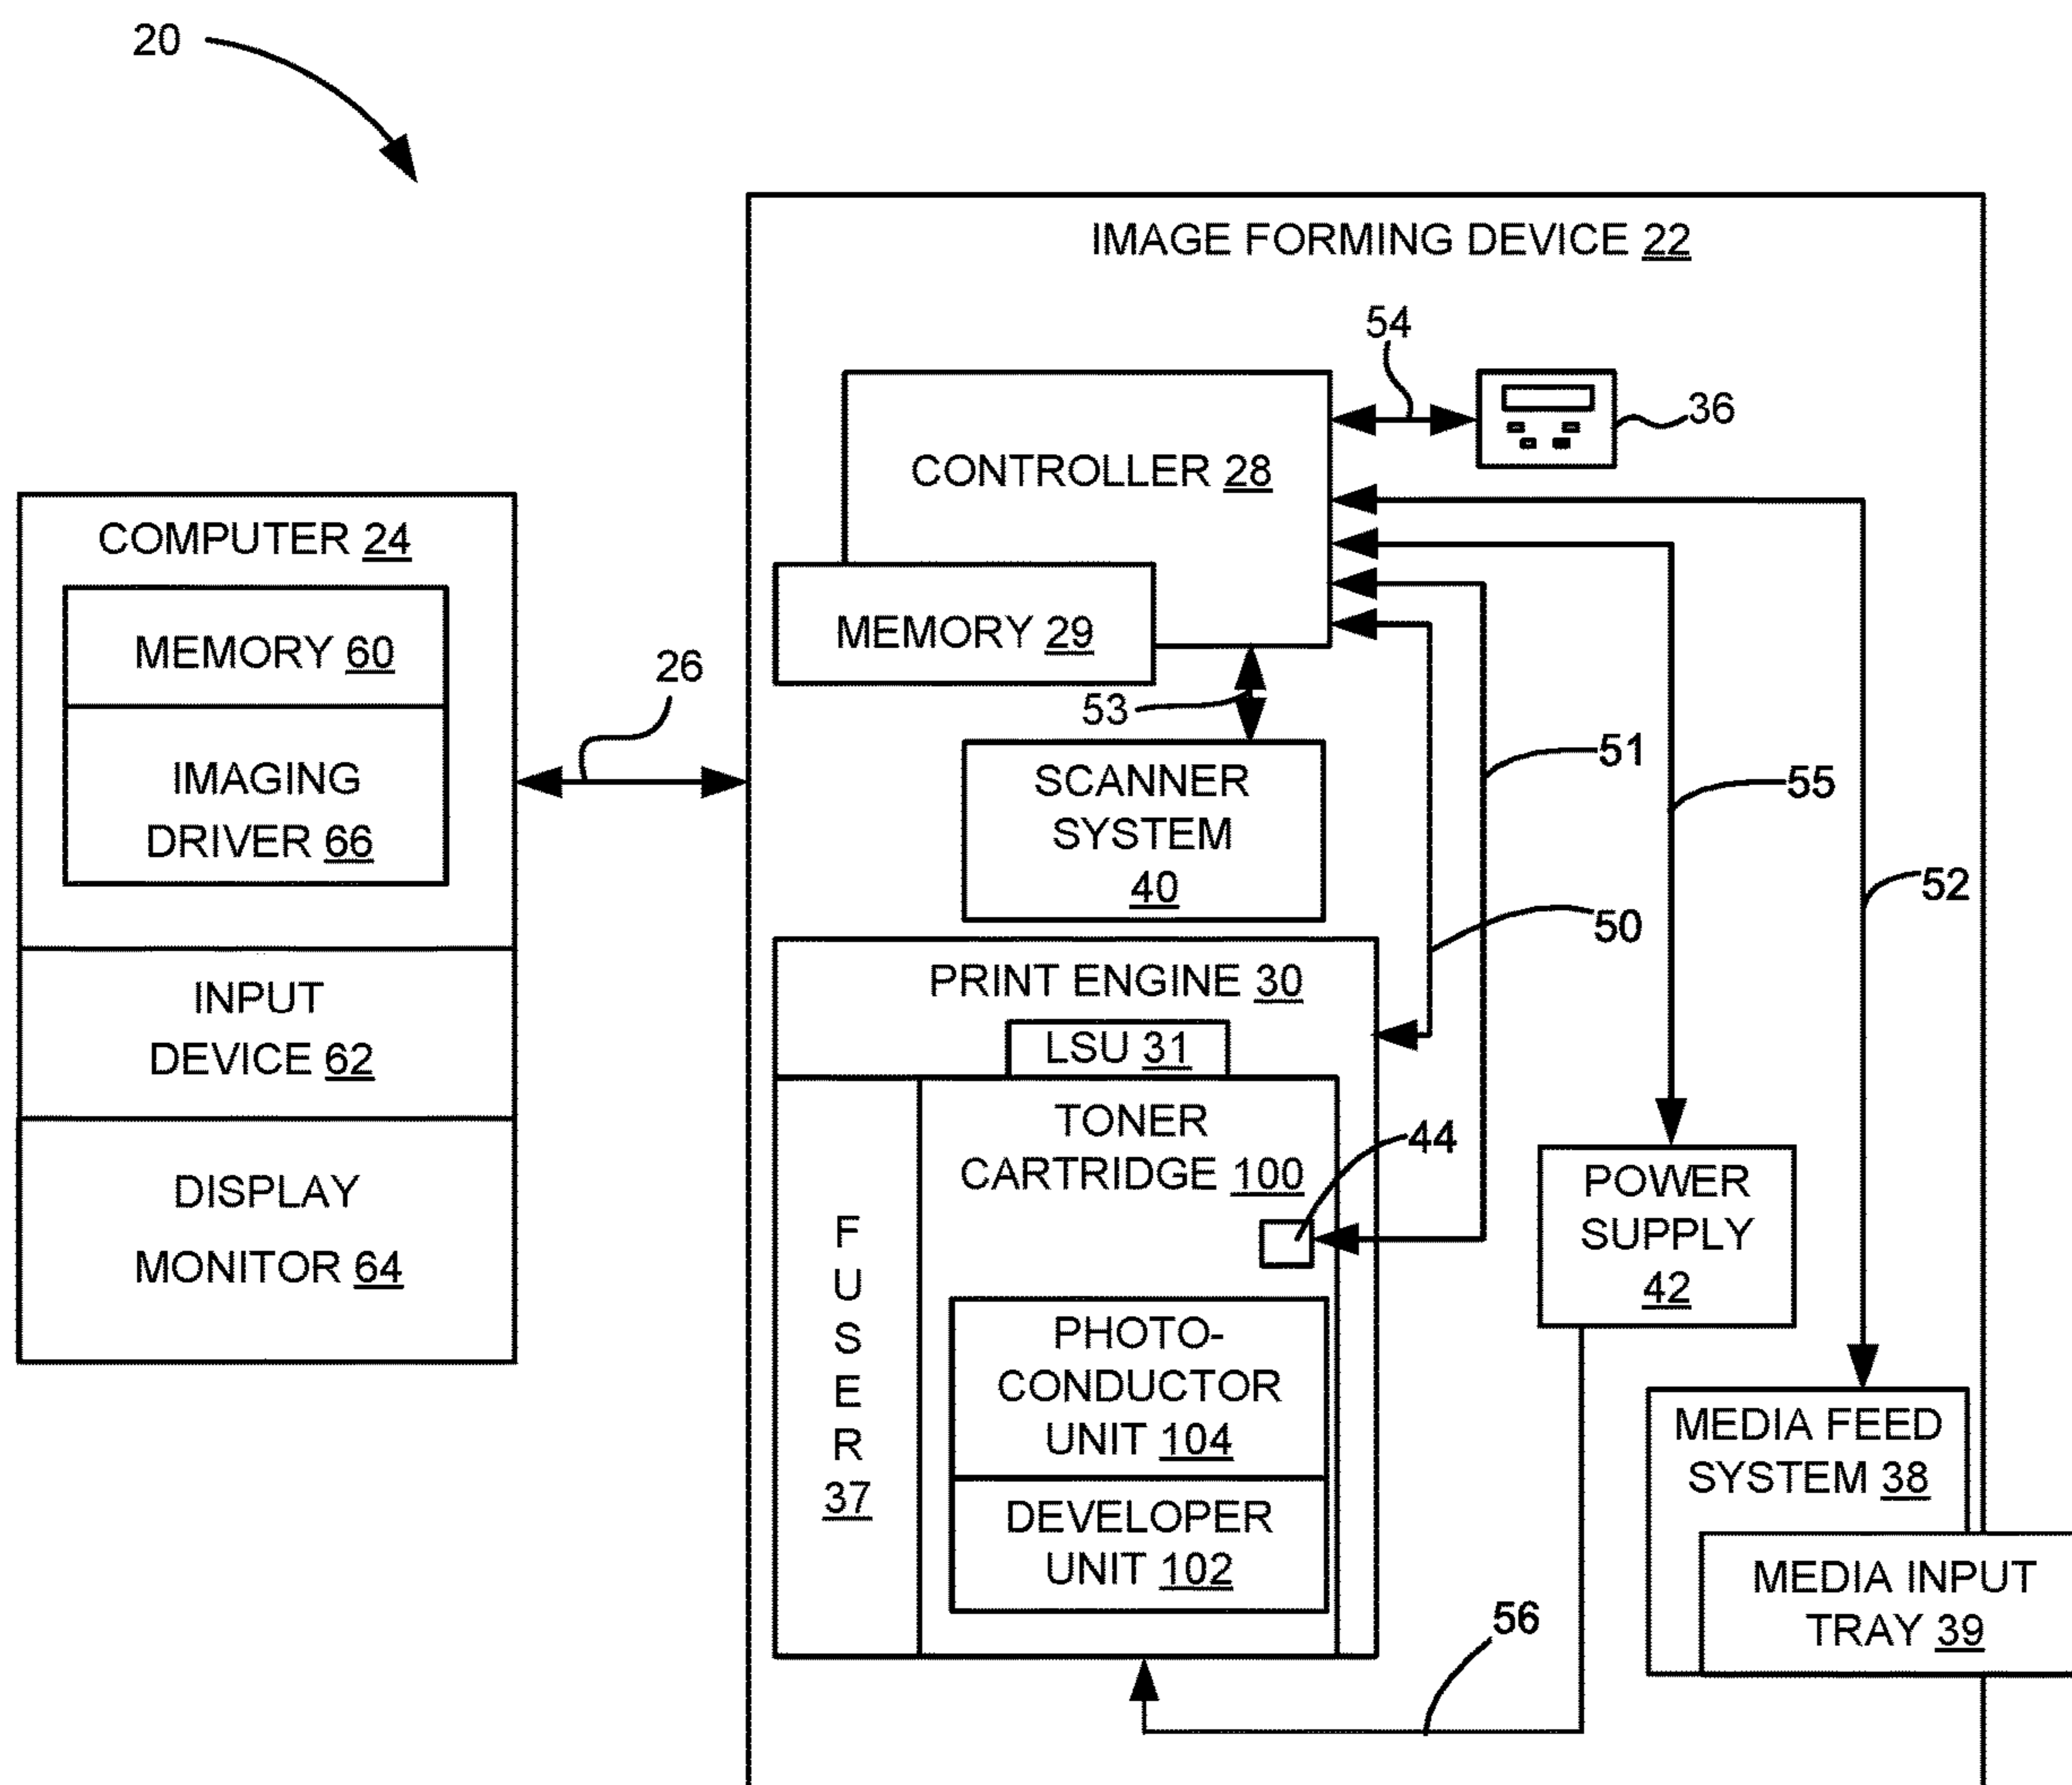 20
IMAGE FORMING DEVICE 22
54
36
CONTROLLER 28
MEMORY 29
53
COMPUTER 24
MEMORY 60
IMAGING
DRIVER 66
INPUT
DEVICE 62
DISPLAY
MONITOR 64
26
SCANNER
SYSTEM
40
51
55
52
50
PRINT ENGINE 30
LSU 31
TONER
CARTRIDGE 100
44
F
U
S
E
R
37
PHOTO-
CONDUCTOR
UNIT 104
DEVELOPER
UNIT 102
POWER
SUPPLY
42
MEDIA FEED
SYSTEM 38
MEDIA INPUT
TRAY 39
56